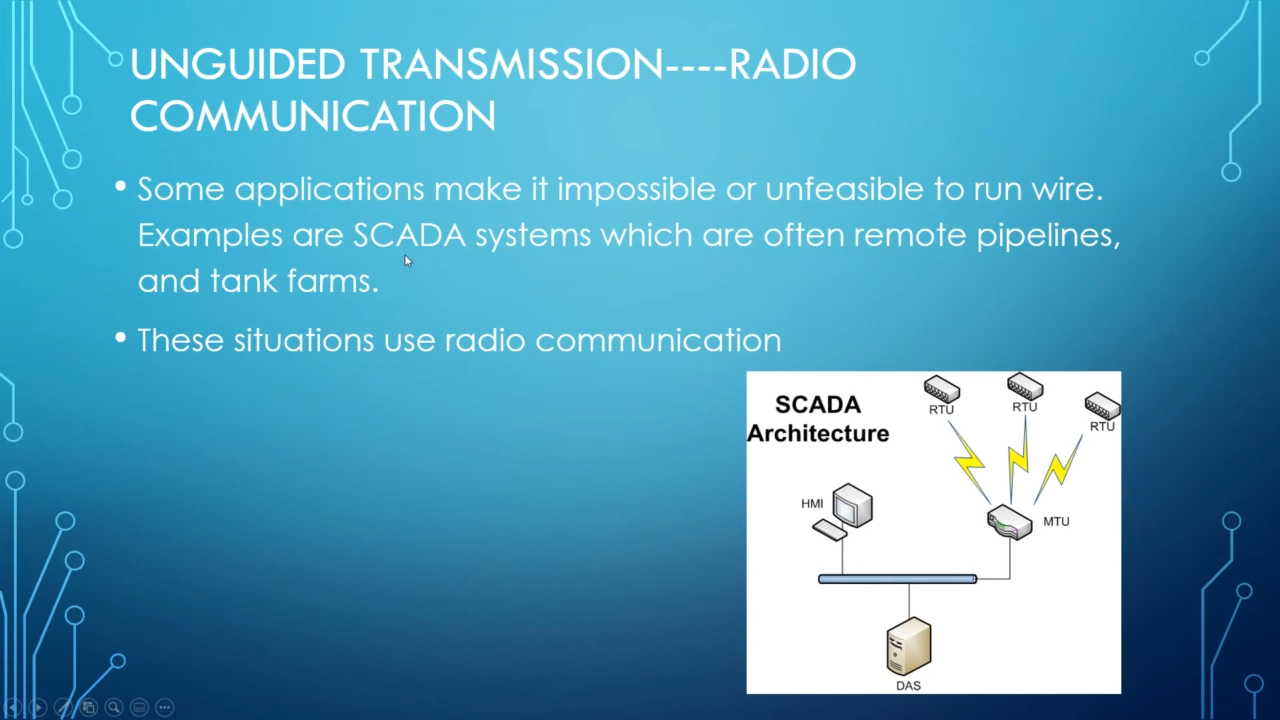 UNGUIDED TRANSMISSION----RADIO
COMMUNICATION
• Some applications make it impossible or unfeasible to run wire.
Examples are SCADA systems which are often remote pipelines,
and tank farms.
• These situations use radio communication
SCADA
Architecture
RTU
RTU
RTU
HMI
MTU
DAS